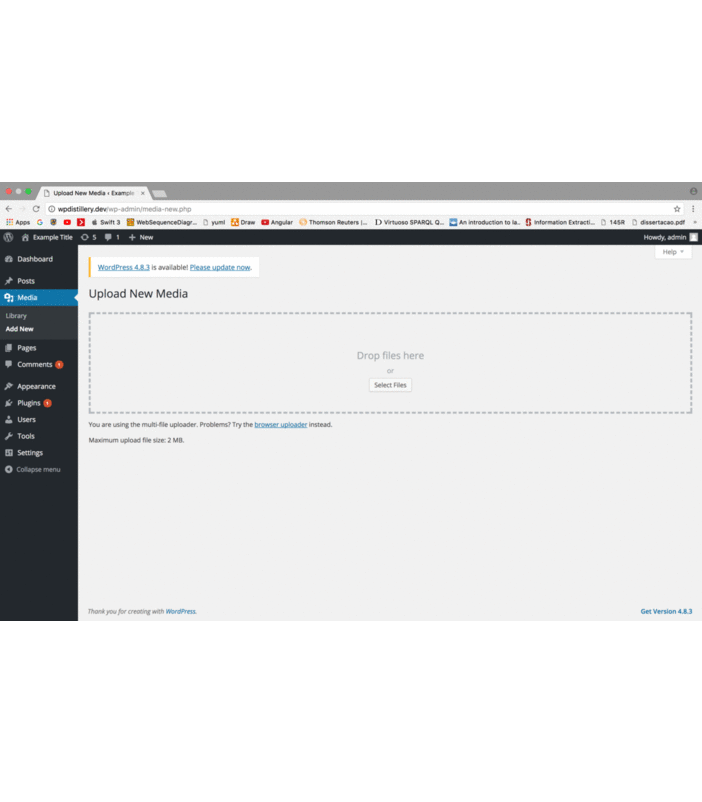 Upload New Media ‹ Example
wpdistillery.dev/wp-admin/media-new.php
Apps Swift 3 WebSequenceDiagr... yuml Draw Angular Thomson Reuters |... Virtuoso SPARQL Q... An introduction to la.. Information Extracti... 145R dissertacao.pdf »
Example Title 5 1 + New Howdy, admin
Help
Dashboard
Posts
Media
Library
Add New
Pages
Comments 1
Appearance
Plugins 1
Users
Tools
Settings
Collapse menu
WordPress 4.8.3 is available! Please update now.
Upload New Media
Drop files here
or
Select Files
You are using the multi-file uploader. Problems? Try the browser uploader instead.
Maximum upload file size: 2 MB.
Thank you for creating with WordPress.
Get Version 4.8.3